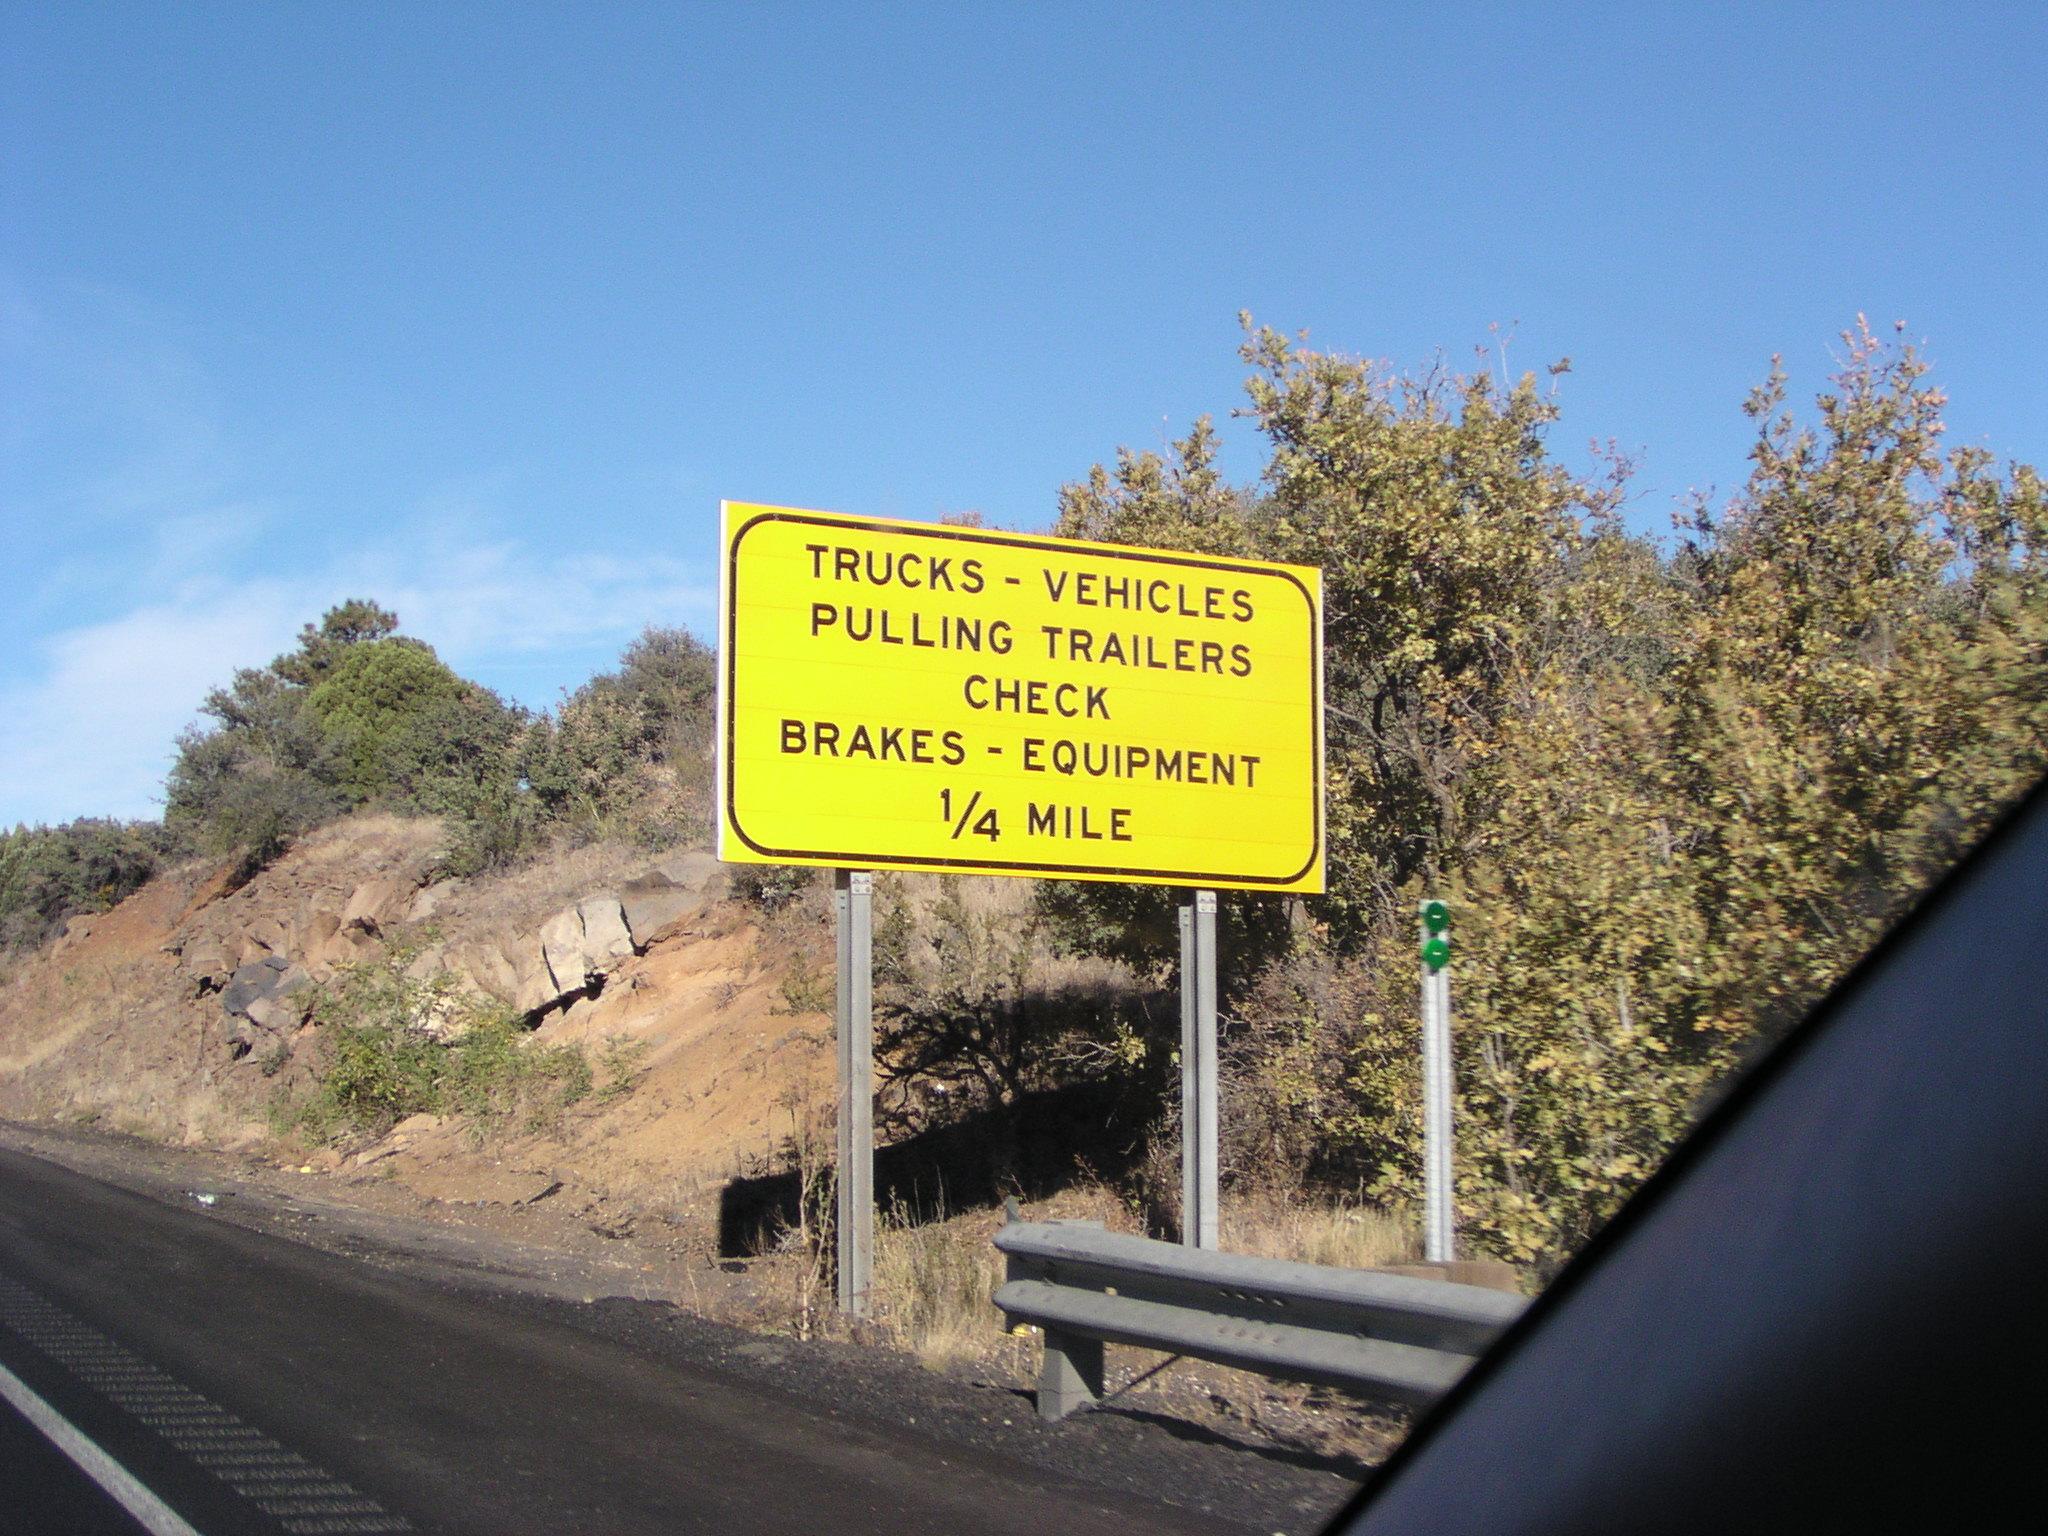 TRUCKS - VEHICLES
PULLING TRAILERS
CHECK
BRAKES - EQUIPMENT
1/4 MILE